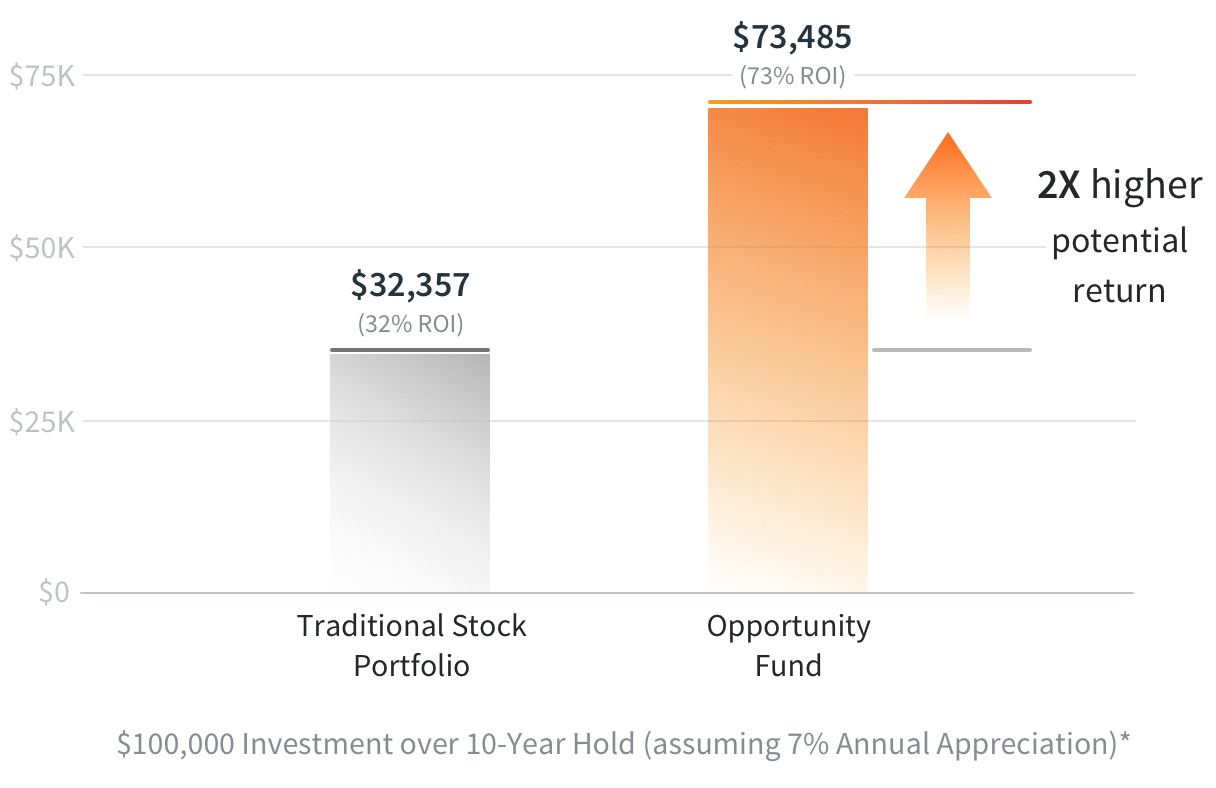 $73,485
$75K
(73% ROI)
2X higher
$50K
potential
$32,357
return
(32% ROI)
$25K
$0
Traditional Stock
Portfolio
Opportunity
Fund
$100,000 Investment over 10-Year Hold (assuming 7% Annual Appreciation)*